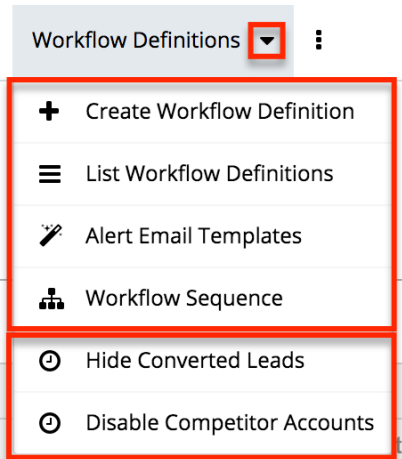 Workflow Definitions
Create Workflow Definition
List Workflow Definitions
Alert Email Templates
Workflow Sequence
Hide Converted Leads
Disable Competitor Accounts